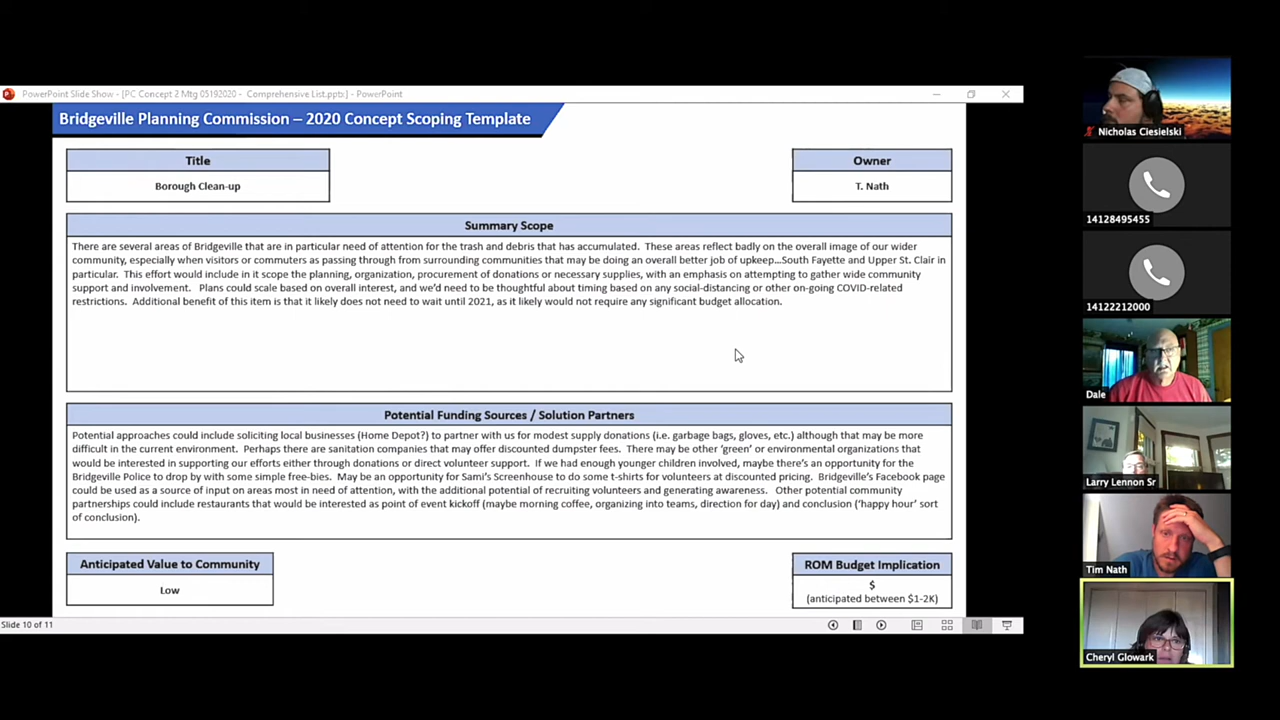 PowerPoint Slide Show - [PC Concept 2 Mtg 05192020 - Comprehensive List.pptx] - PowerPoint
Bridgeville Planning Commission – 2020 Concept Scoping Template
Title
Borough Clean-up
Owner
T. Nath
Summary Scope
There are several areas of Bridgeville that are in particular need of attention for the trash and debris that has accumulated. These areas reflect badly on the overall image of our wider
community, especially when visitors or commuters as passing through from surrounding communities that may be doing an overall better job of upkeep...South Fayette and Upper St. Clair in
particular. This effort would include in it scope the planning, organization, procurement of donations or necessary supplies, with an emphasis on attempting to gather wide community
support and involvement. Plans could scale based on overall interest, and we'd need to be thoughtful about timing based on any social-distancing or other on-going COVID-related
restrictions. Additional benefit of this item is that it likely does not need to wait until 2021, as it likely would not require any significant budget allocation.
Potential Funding Sources / Solution Partners
Potential approaches could include soliciting local businesses (Home Depot?) to partner with us for modest supply donations (i.e. garbage bags, gloves, etc.) although that may be more
difficult in the current environment. Perhaps there are sanitation companies that may offer discounted dumpster fees. There may be other 'green' or environmental organizations that
would be interested in supporting our efforts either through donations or direct volunteer support. If we had enough younger children involved, maybe there's an opportunity for the
Bridgeville Police to drop by with some simple free-bies. May be an opportunity for Sami's Screenhouse to do some t-shirts for volunteers at discounted pricing. Bridgeville's Facebook page
could be used as a source of input on areas most in need of attention, with the additional potential of recruiting volunteers and generating awareness. Other potential community
partnerships could include restaurants that would be interested as point of event kickoff (maybe morning coffee, organizing into teams, direction for day) and conclusion ('happy hour' sort
of conclusion).
Anticipated Value to Community
Low
ROM Budget Implication
$
(anticipated between $1-2K)
Slide 10 of 11
Nicholas Ciesielski
14128495455
14122212000
Dale
Larry Lennon Sr
Tim Nath
Cheryl Glowark